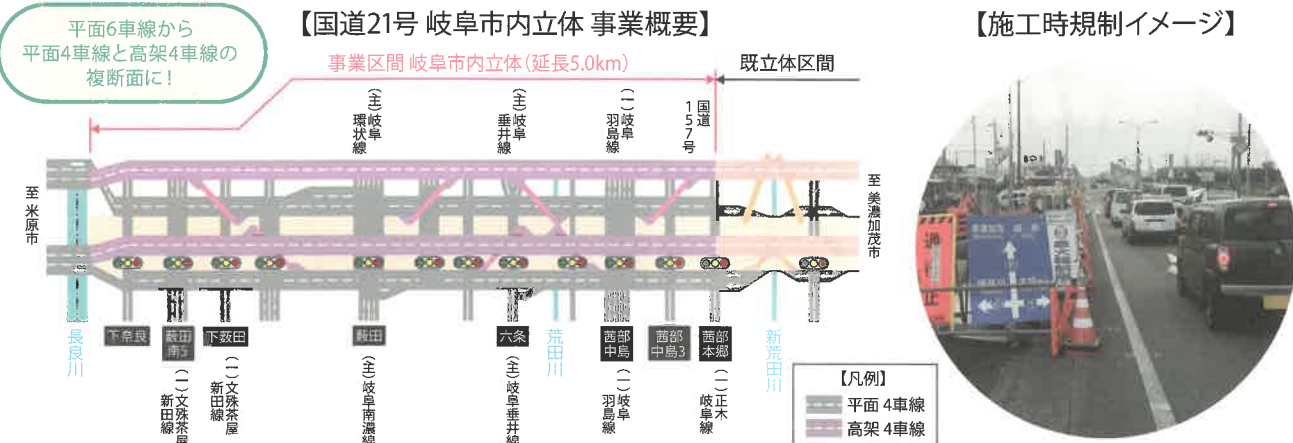 平面6車線から
平面4車線と高架4車線の
複断面に！
【国道21号 岐阜市内立体 事業概要】
【施工時規制イメージ】
事業区間 岐阜市内立体（延長5.0km）
既立体区間
（主）岐阜
環状線
（主）岐阜
垂井線
（一）岐阜
羽島線
国道
157号
至 米原市
至 美濃加茂市
長良川
下奈良
藪田
南5
下薮田
藪田
六条
荒田川
茜部
中島
茜部
中島3
茜部
本郷
新荒田川
（一）文殊茶屋
新田線
（一）文殊茶屋
新田線
（主）岐阜南濃線
（主）岐阜垂井線
（一）岐阜
羽島線
（一）正木
岐阜線
【凡例】
平面 4車線
高架 4車線
通
止